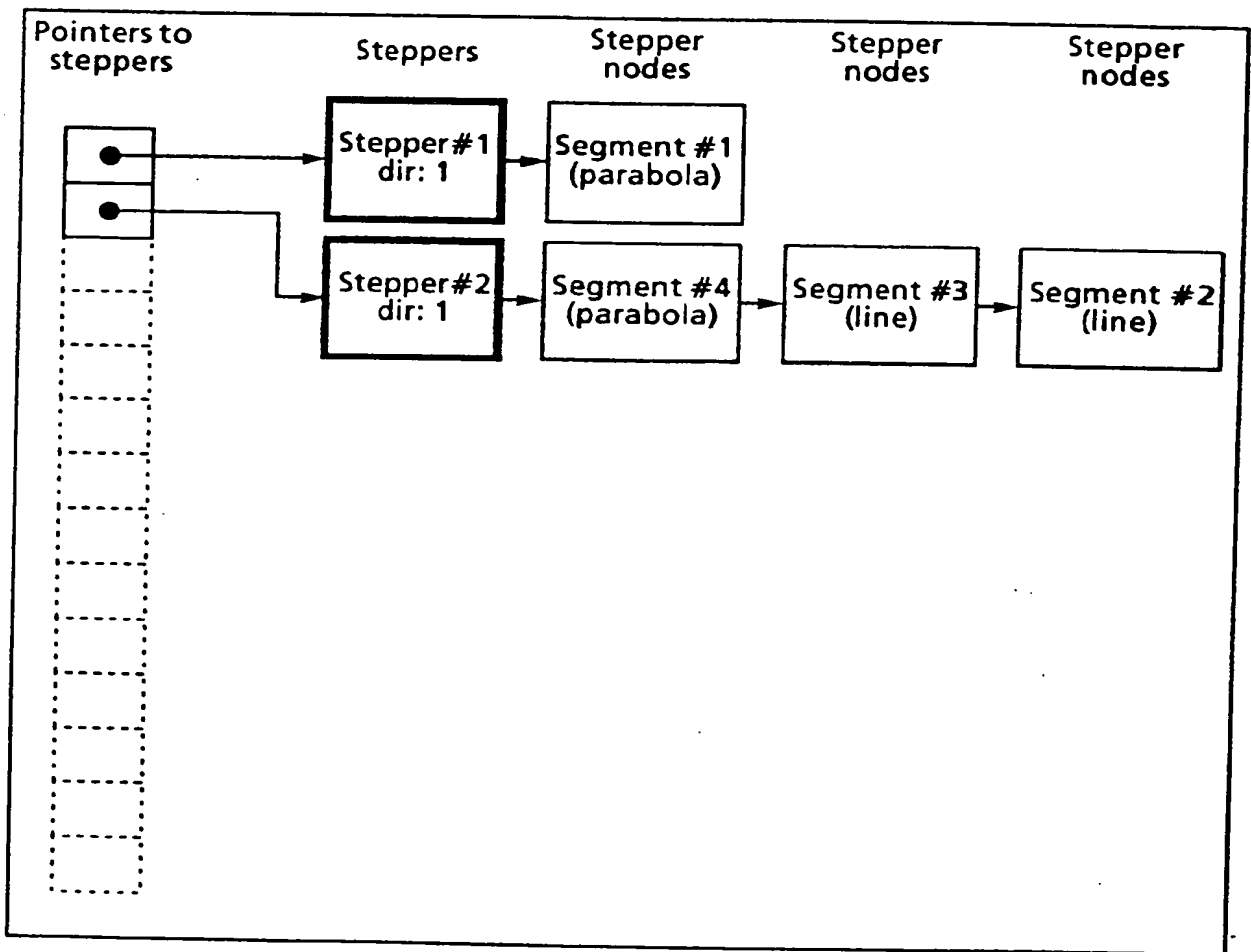 Pointers to
steppers
Steppers
Stepper
nodes
Stepper
nodes
Stepper
nodes
Stepper#1
dir: 1
Segment #1
(parabola)
Stepper#2
dir: 1
Segment #4
(parabola)
Segment #3
(line)
Segment #2
(line)